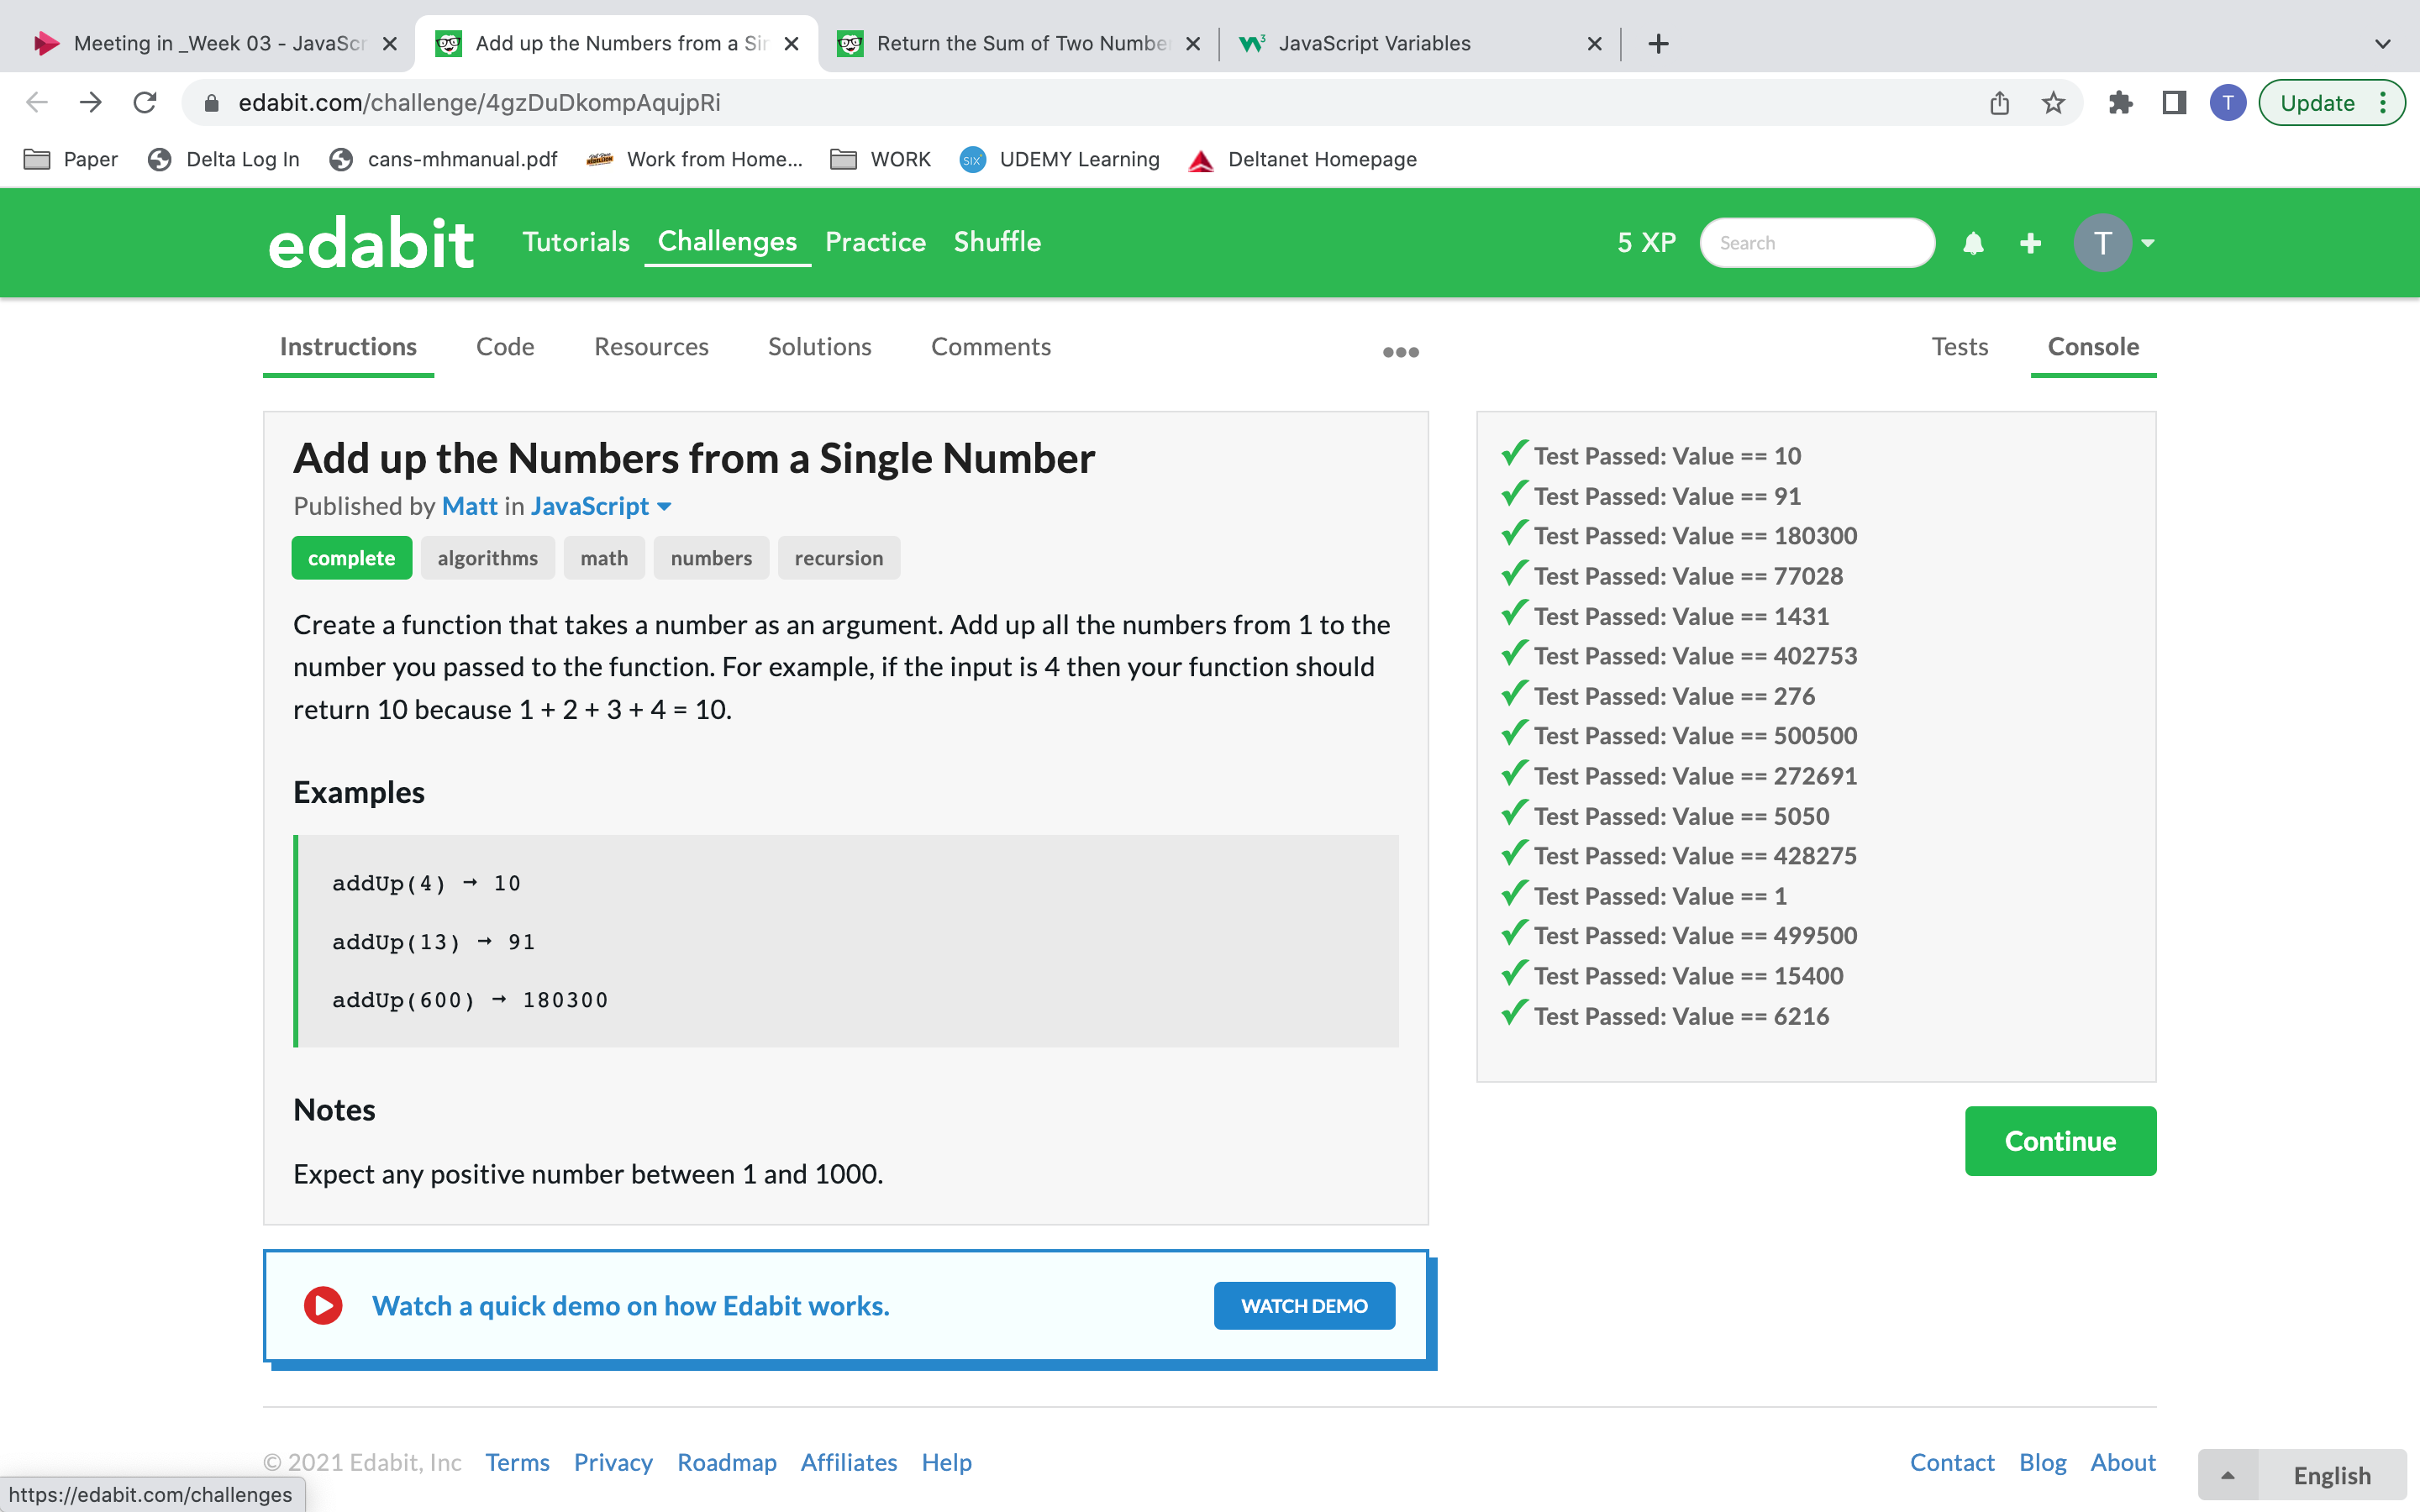 Meeting in _Week 03 - JavaScr
Add up the Numbers from a Sin
Return the Sum of Two Number
JavaScript Variables
edabit.com/challenge/4gzDuDkompAqujpRi
T
Update
Paper
Delta Log In
cans-mhmanual.pdf
Work from Home...
WORK
UDEMY Learning
Deltanet Homepage
edabit
Tutorials
Challenges
Practice
Shuffle
5 XP
Search
T
Instructions
Code
Resources
Solutions
Comments
Tests
Console
Add up the Numbers from a Single Number
Published by Matt in JavaScript
complete
algorithms
math
numbers
recursion
Create a function that takes a number as an argument. Add up all the numbers from 1 to the
number you passed to the function. For example, if the input is 4 then your function should
return 10 because 1 + 2 + 3 + 4 = 10.
Examples
addUp(4) → 10
addUp(13) → 91
addUp(600) → 180300
Notes
Expect any positive number between 1 and 1000.
Test Passed: Value == 10
Test Passed: Value == 91
Test Passed: Value == 180300
Test Passed: Value == 77028
Test Passed: Value == 1431
Test Passed: Value == 402753
Test Passed: Value == 276
Test Passed: Value == 500500
Test Passed: Value == 272691
Test Passed: Value == 5050
Test Passed: Value == 428275
Test Passed: Value == 1
Test Passed: Value == 499500
Test Passed: Value == 15400
Test Passed: Value == 6216
Continue
Watch a quick demo on how Edabit works.
WATCH DEMO
© 2021 Edabit, Inc
Terms
Privacy
Roadmap
Affiliates
Help
Contact
Blog
About
English
https://edabit.com/challenges